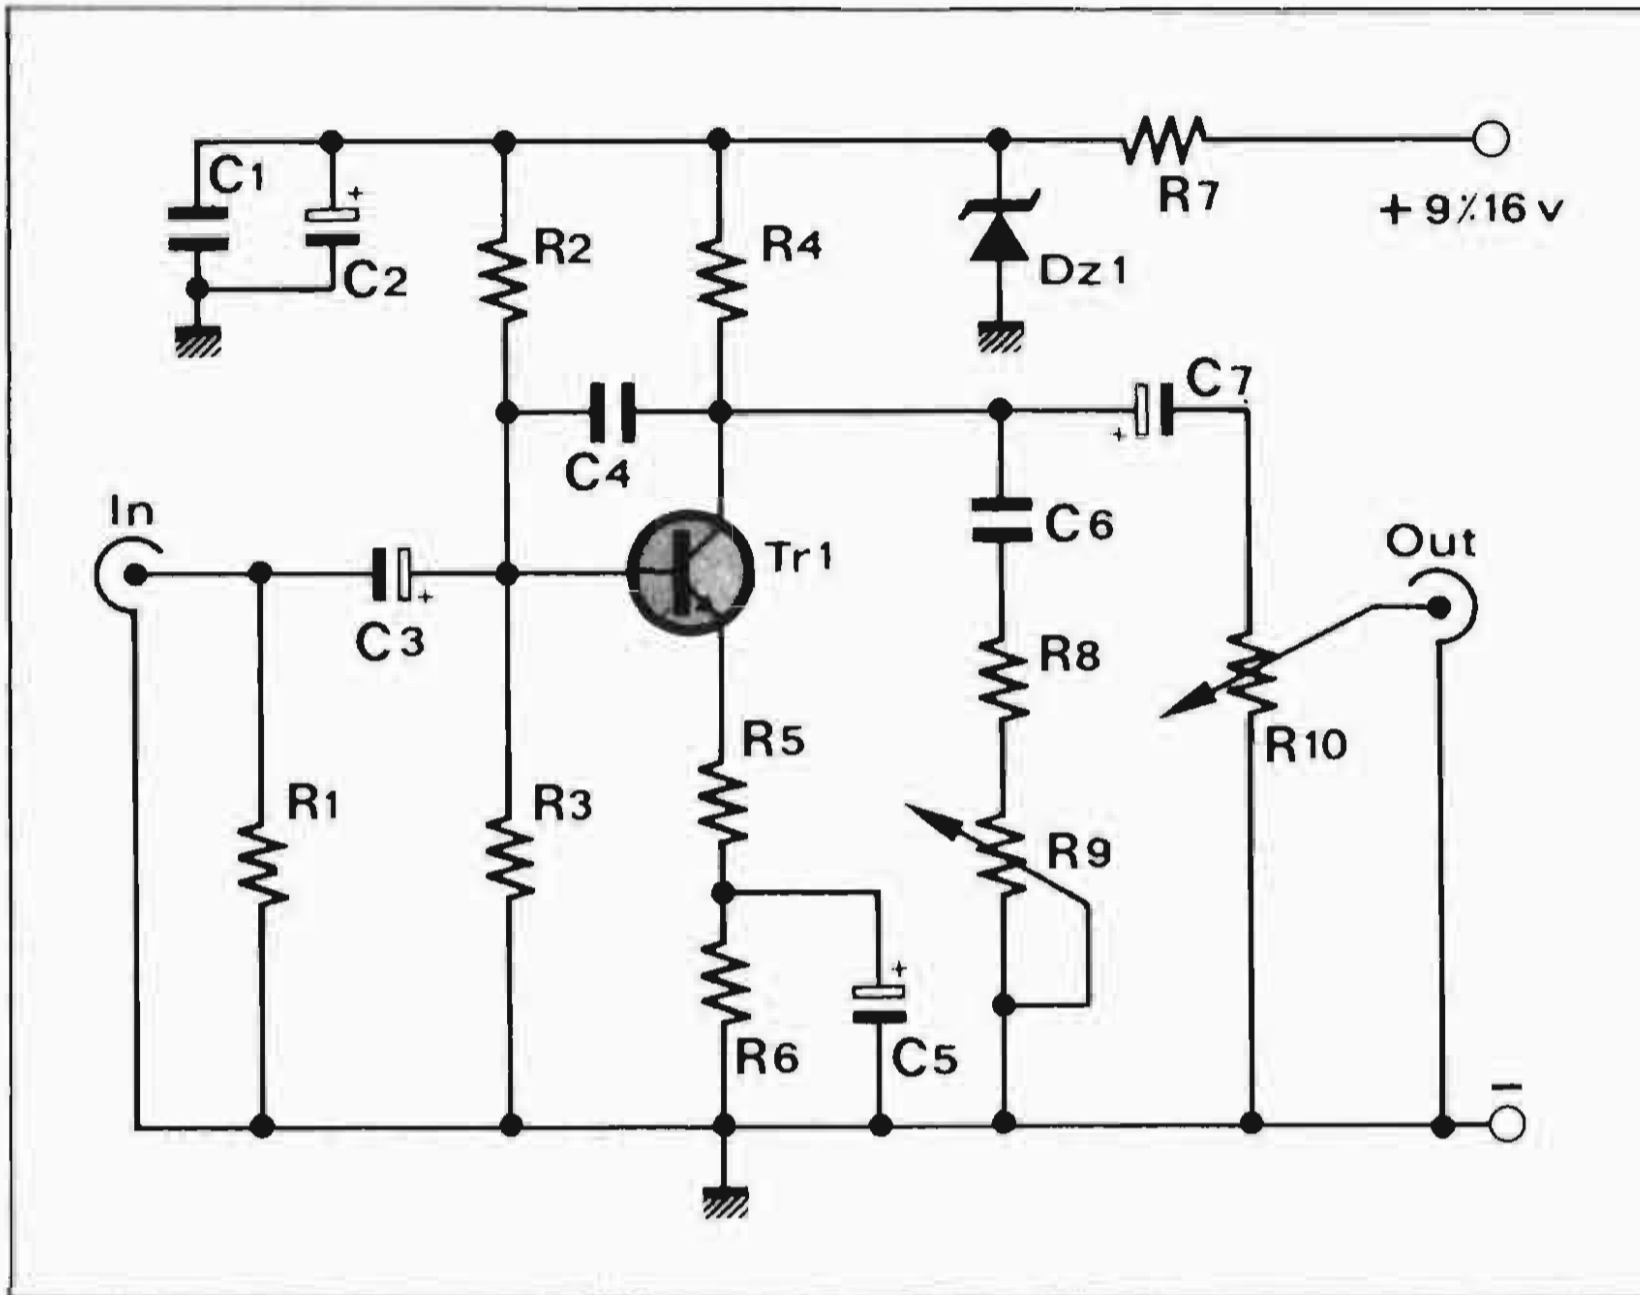 C1
+
C2
R2
R4
Dz1
R7
+ 9 ⁒ 16 v
C4
C7
+
In
Tr1
C6
Out
C3
+
R8
R5
R10
R1
R3
R9
+
R6
C5
−